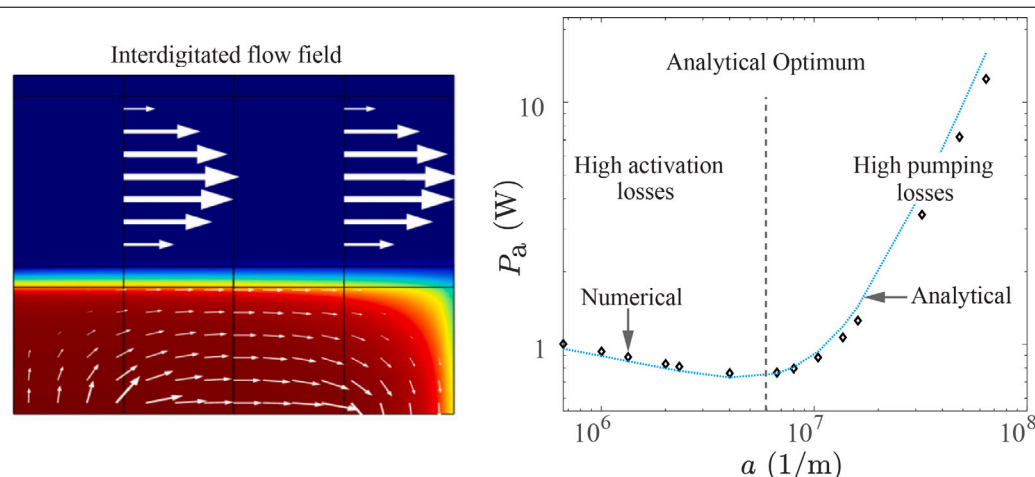 Interdigitated flow field
Analytical Optimum
High activation
losses
High pumping
losses
Numerical
Analytical
10
1
P_a (W)
10^6
10^7
10^8
a (1/m)